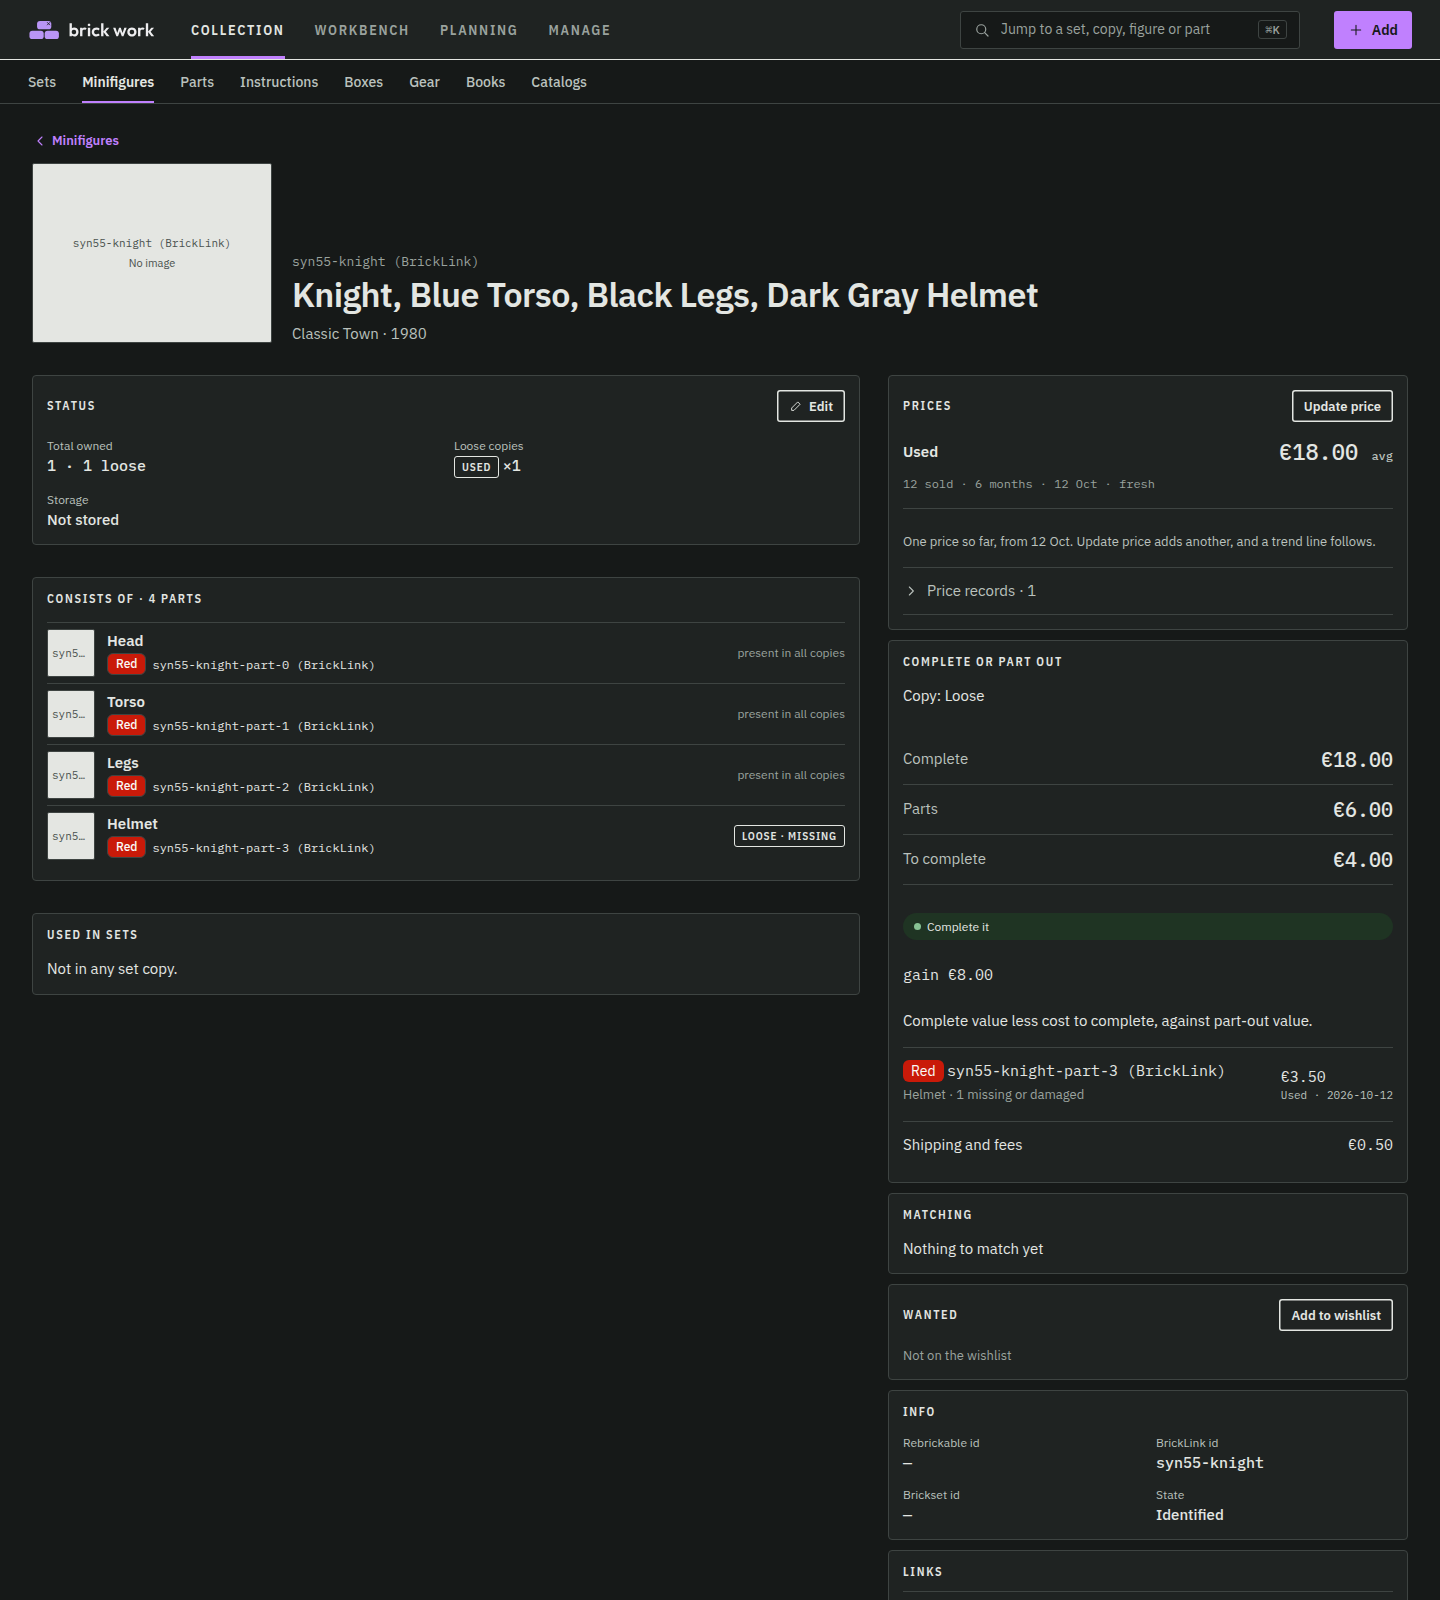 brick work
COLLECTION
WORKBENCH
PLANNING
MANAGE
Jump to a set, copy, figure or part
⌘K
+ Add
Sets
Minifigures
Parts
Instructions
Boxes
Gear
Books
Catalogs
Minifigures
syn55-knight (BrickLink)
No image
syn55-knight (BrickLink)
Knight, Blue Torso, Black Legs, Dark Gray Helmet
Classic Town · 1980
STATUS
Edit
Total owned
1 · 1 loose
Loose copies
USED ×1
Storage
Not stored
CONSISTS OF · 4 PARTS
syn5…
Head
Red syn55-knight-part-0 (BrickLink)
present in all copies
syn5…
Torso
Red syn55-knight-part-1 (BrickLink)
present in all copies
syn5…
Legs
Red syn55-knight-part-2 (BrickLink)
present in all copies
syn5…
Helmet
Red syn55-knight-part-3 (BrickLink)
LOOSE · MISSING
USED IN SETS
Not in any set copy.
PRICES
Update price
Used
€18.00 avg
12 sold · 6 months · 12 Oct · fresh
One price so far, from 12 Oct. Update price adds another, and a trend line follows.
Price records · 1
COMPLETE OR PART OUT
Copy: Loose
Complete
€18.00
Parts
€6.00
To complete
€4.00
Complete it
gain €8.00
Complete value less cost to complete, against part-out value.
Red syn55-knight-part-3 (BrickLink)
Helmet · 1 missing or damaged
€3.50
Used · 2026-10-12
Shipping and fees
€0.50
MATCHING
Nothing to match yet
WANTED
Add to wishlist
Not on the wishlist
INFO
Rebrickable id
—
BrickLink id
syn55-knight
Brickset id
—
State
Identified
LINKS